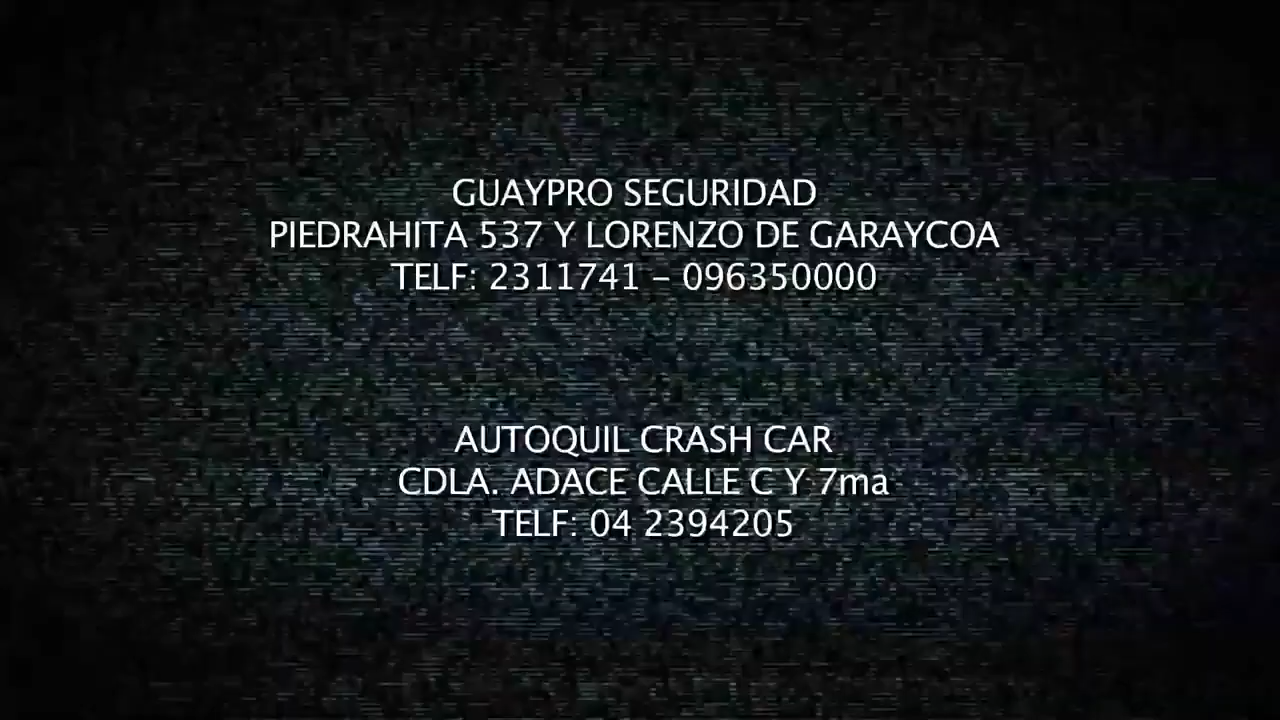 GUAYPRO SEGURIDAD
PIEDRAHITA 537 Y LORENZO DE GARAYCOA
TELF: 2311741 – 096350000
AUTOQUIL CRASH CAR
CDLA. ADACE CALLE C Y 7ma
TELF: 04 2394205